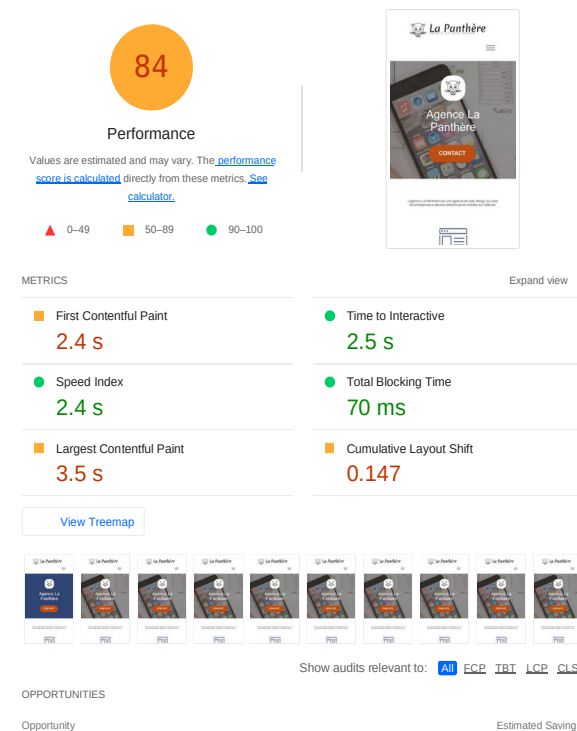 84
Performance
Values are estimated and may vary. The performance
score is calculated directly from these metrics. See
calculator.
0–49
50–89
90–100
La Panthère
Agence La
Panthère
CONTACT
METRICS
Expand view
First Contentful Paint
2.4 s
Time to Interactive
2.5 s
Speed Index
2.4 s
Total Blocking Time
70 ms
Largest Contentful Paint
3.5 s
Cumulative Layout Shift
0.147
View Treemap
Show audits relevant to: All FCP TBT LCP CLS
OPPORTUNITIES
Opportunity
Estimated Saving